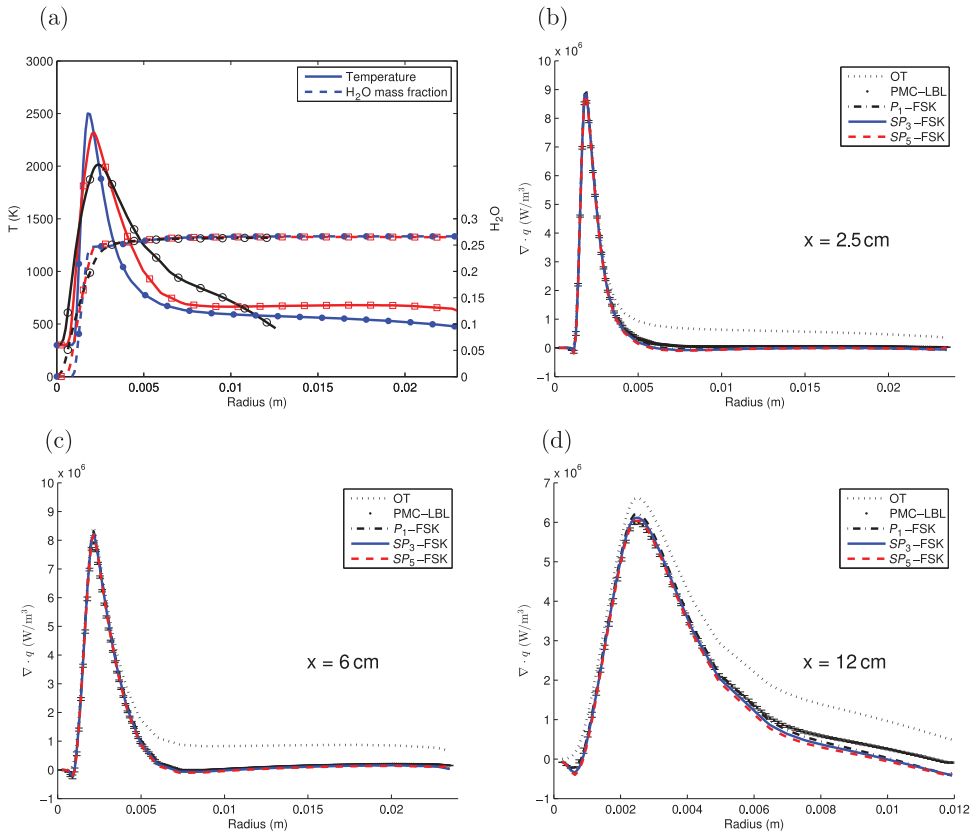 (a)
3000
2500
2000
1500
1000
500
0
T (K)
0.3
0.25
0.2
0.15
0.1
0.05
0
H2O
0 0.005 0.01 0.015 0.02
Radius (m)
Temperature
H2O mass fraction
(b)
x 10^6
10
9
8
7
6
5
4
3
2
1
0
−1
∇ · q (W/m^3)
0 0.005 0.01 0.015 0.02
Radius (m)
OT
PMC−LBL
P1−FSK
SP3−FSK
SP5−FSK
x = 2.5 cm
(c)
x 10^6
10
9
8
7
6
5
4
3
2
1
0
−1
∇ · q (W/m^3)
0 0.005 0.01 0.015 0.02
Radius (m)
OT
PMC−LBL
P1−FSK
SP3−FSK
SP5−FSK
x = 6 cm
(d)
x 10^6
7
6
5
4
3
2
1
0
−1
∇ · q (W/m^3)
0 0.002 0.004 0.006 0.008 0.01 0.012
Radius (m)
OT
PMC−LBL
P1−FSK
SP3−FSK
SP5−FSK
x = 12 cm